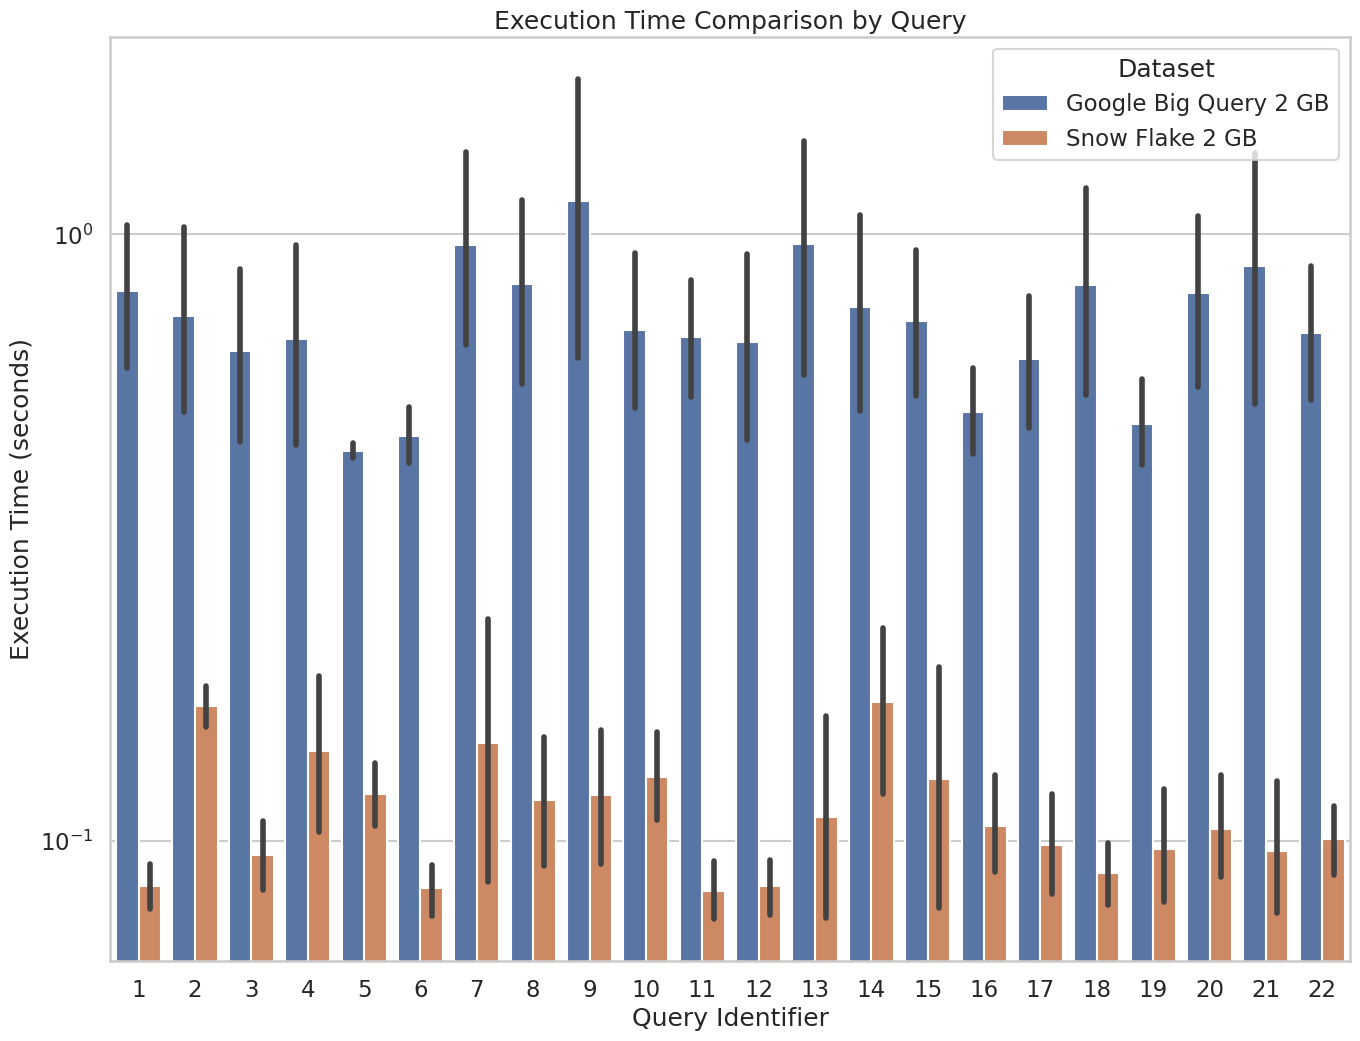 Execution Time Comparison by Query
Dataset
Google Big Query 2 GB
Snow Flake 2 GB
Execution Time (seconds)
10⁰
10⁻¹
1 2 3 4 5 6 7 8 9 10 11 12 13 14 15 16 17 18 19 20 21 22
Query Identifier